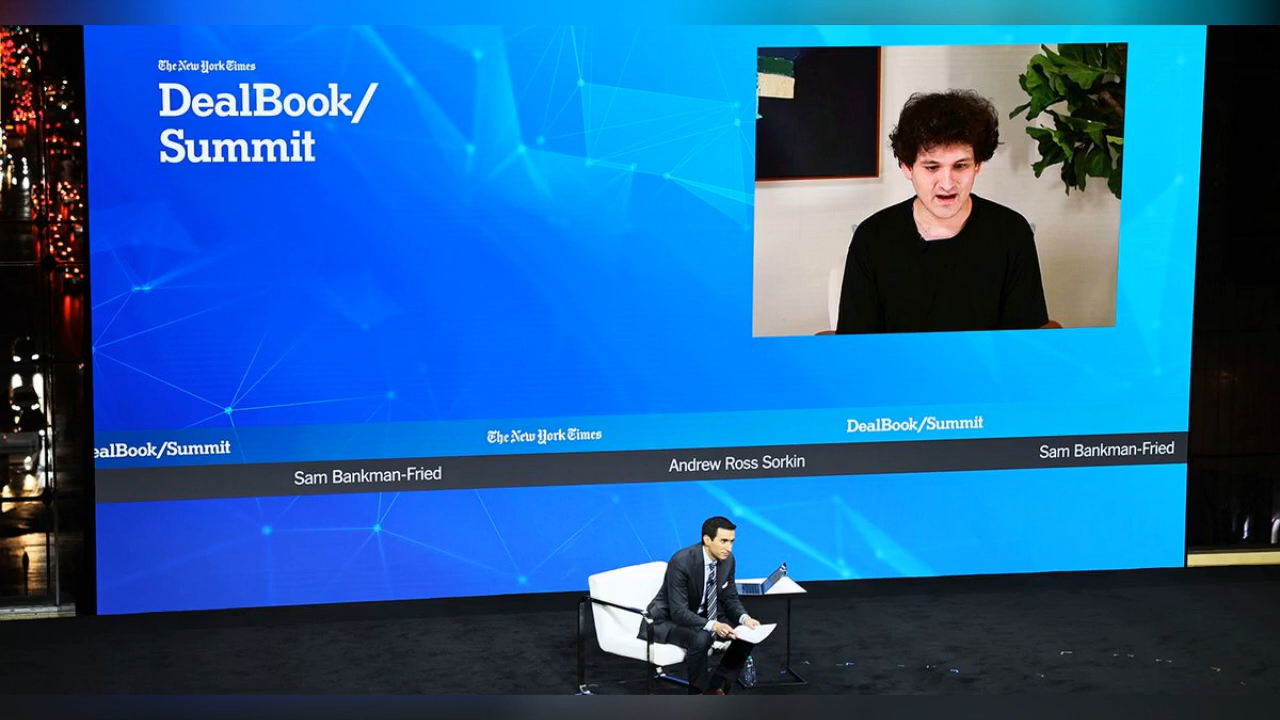 The New York Times
DealBook/
Summit
ealBook/Summit
The New York Times
DealBook/Summit
Sam Bankman-Fried
Andrew Ross Sorkin
Sam Bankman-Fried